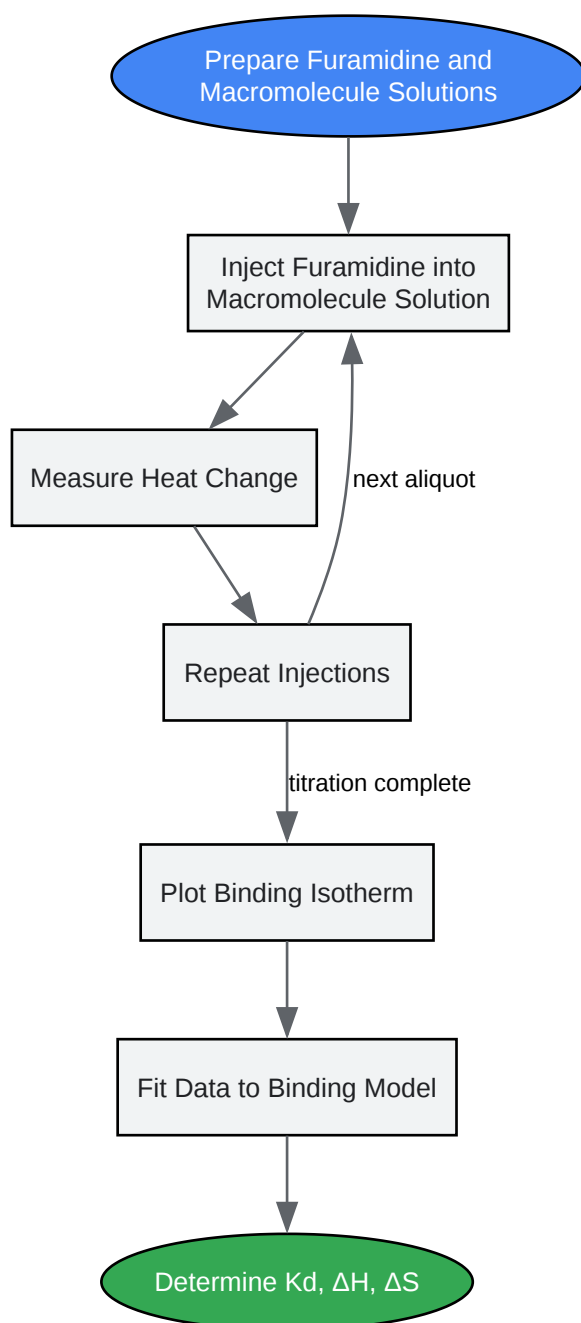 Prepare Furamidine and
Macromolecule Solutions
Inject Furamidine into
Macromolecule Solution
Measure Heat Change
next aliquot
Repeat Injections
titration complete
Plot Binding Isotherm
Fit Data to Binding Model
Determine Kd, ΔH, ΔS